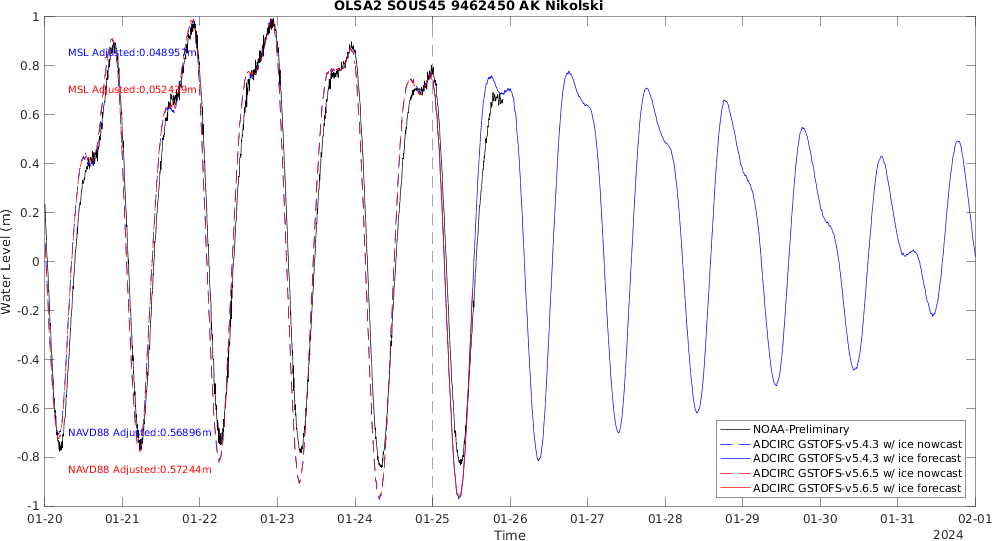 OLSA2 SOUS45 9462450 AK Nikolski
1
0.8
0.6
0.4
0.2
0
-0.2
-0.4
-0.6
-0.8
-1
Water Level (m)
MSL Adjusted:0.048957m
MSL Adjusted:0.052429m
NAVD88 Adjusted:0.56896m
NAVD88 Adjusted:0.57244m
NOAA-Preliminary
ADCIRC GSTOFS-v5.4.3 w/ ice nowcast
ADCIRC GSTOFS-v5.4.3 w/ ice forecast
ADCIRC GSTOFS-v5.6.5 w/ ice nowcast
ADCIRC GSTOFS-v5.6.5 w/ ice forecast
01-20 01-21 01-22 01-23 01-24 01-25 01-26 01-27 01-28 01-29 01-30 01-31 02-01
Time
2024